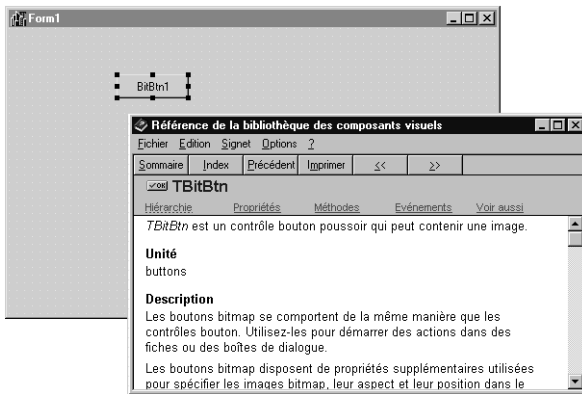 Form1
BitBtn1
Référence de la bibliothèque des composants visuels
Fichier Edition Signet Options ?
Sommaire Index Précédent Imprimer << >>
OK TBitBtn
Hiérarchie Propriétés Méthodes Evénements Voir aussi
TBitBtn est un contrôle bouton poussoir qui peut contenir une image.
Unité
buttons
Description
Les boutons bitmap se comportent de la même manière que les
contrôles bouton. Utilisez-les pour démarrer des actions dans des
fiches ou des boîtes de dialogue.
Les boutons bitmap disposent de propriétés supplémentaires utilisées
pour spécifier les images bitmap, leur aspect et leur position dans le